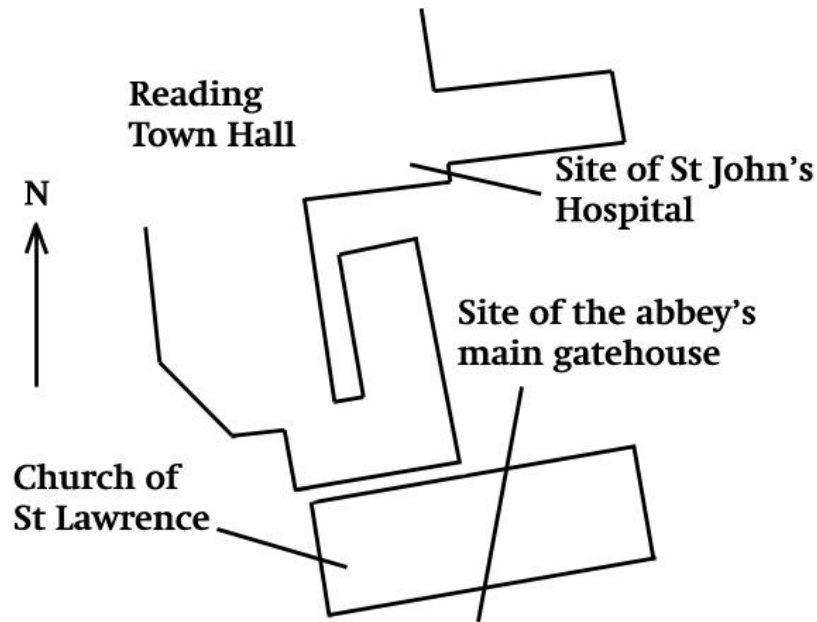 Reading
Town Hall
N
Site of St John’s
Hospital
Site of the abbey’s
main gatehouse
Church of
St Lawrence